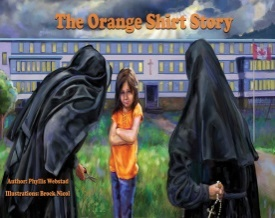 The Orange Shirt Story
Author: Phyllis Webstad
Illustrations: Brock Nicol